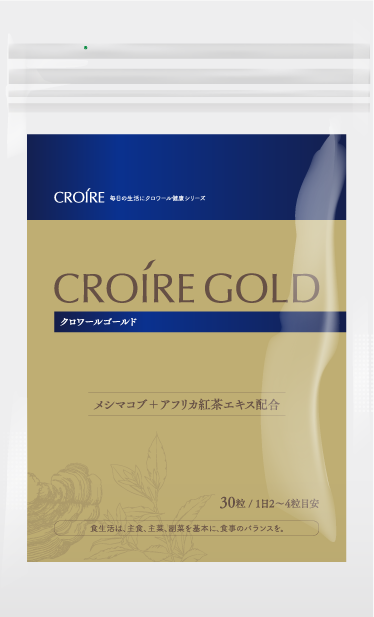 CROÍRE 毎日の生活にクロワール健康シリーズ
CROÍRE GOLD
クロワールゴールド
メシマコブ＋アフリカ紅茶エキス配合
30粒 / 1日2〜4粒目安
食生活は、主食、主菜、副菜を基本に、食事のバランスを。